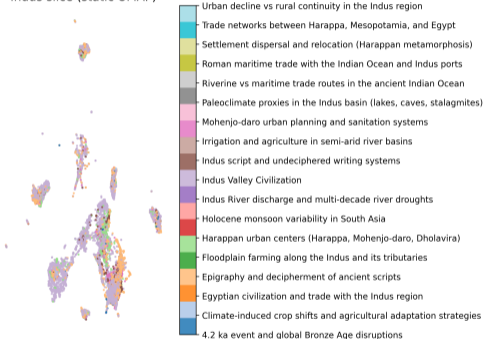 Urban decline vs rural continuity in the Indus region
Trade networks between Harappa, Mesopotamia, and Egypt
Settlement dispersal and relocation (Harappan metamorphosis)
Roman maritime trade with the Indian Ocean and Indus ports
Riverine vs maritime trade routes in the ancient Indian Ocean
Paleoclimate proxies in the Indus basin (lakes, caves, stalagmites)
Mohenjo-daro urban planning and sanitation systems
Irrigation and agriculture in semi-arid river basins
Indus script and undeciphered writing systems
Indus Valley Civilization
Indus River discharge and multi-decade river droughts
Holocene monsoon variability in South Asia
Harappan urban centers (Harappa, Mohenjo-daro, Dholavira)
Floodplain farming along the Indus and its tributaries
Epigraphy and decipherment of ancient scripts
Egyptian civilization and trade with the Indus region
Climate-induced crop shifts and agricultural adaptation strategies
4.2 ka event and global Bronze Age disruptions